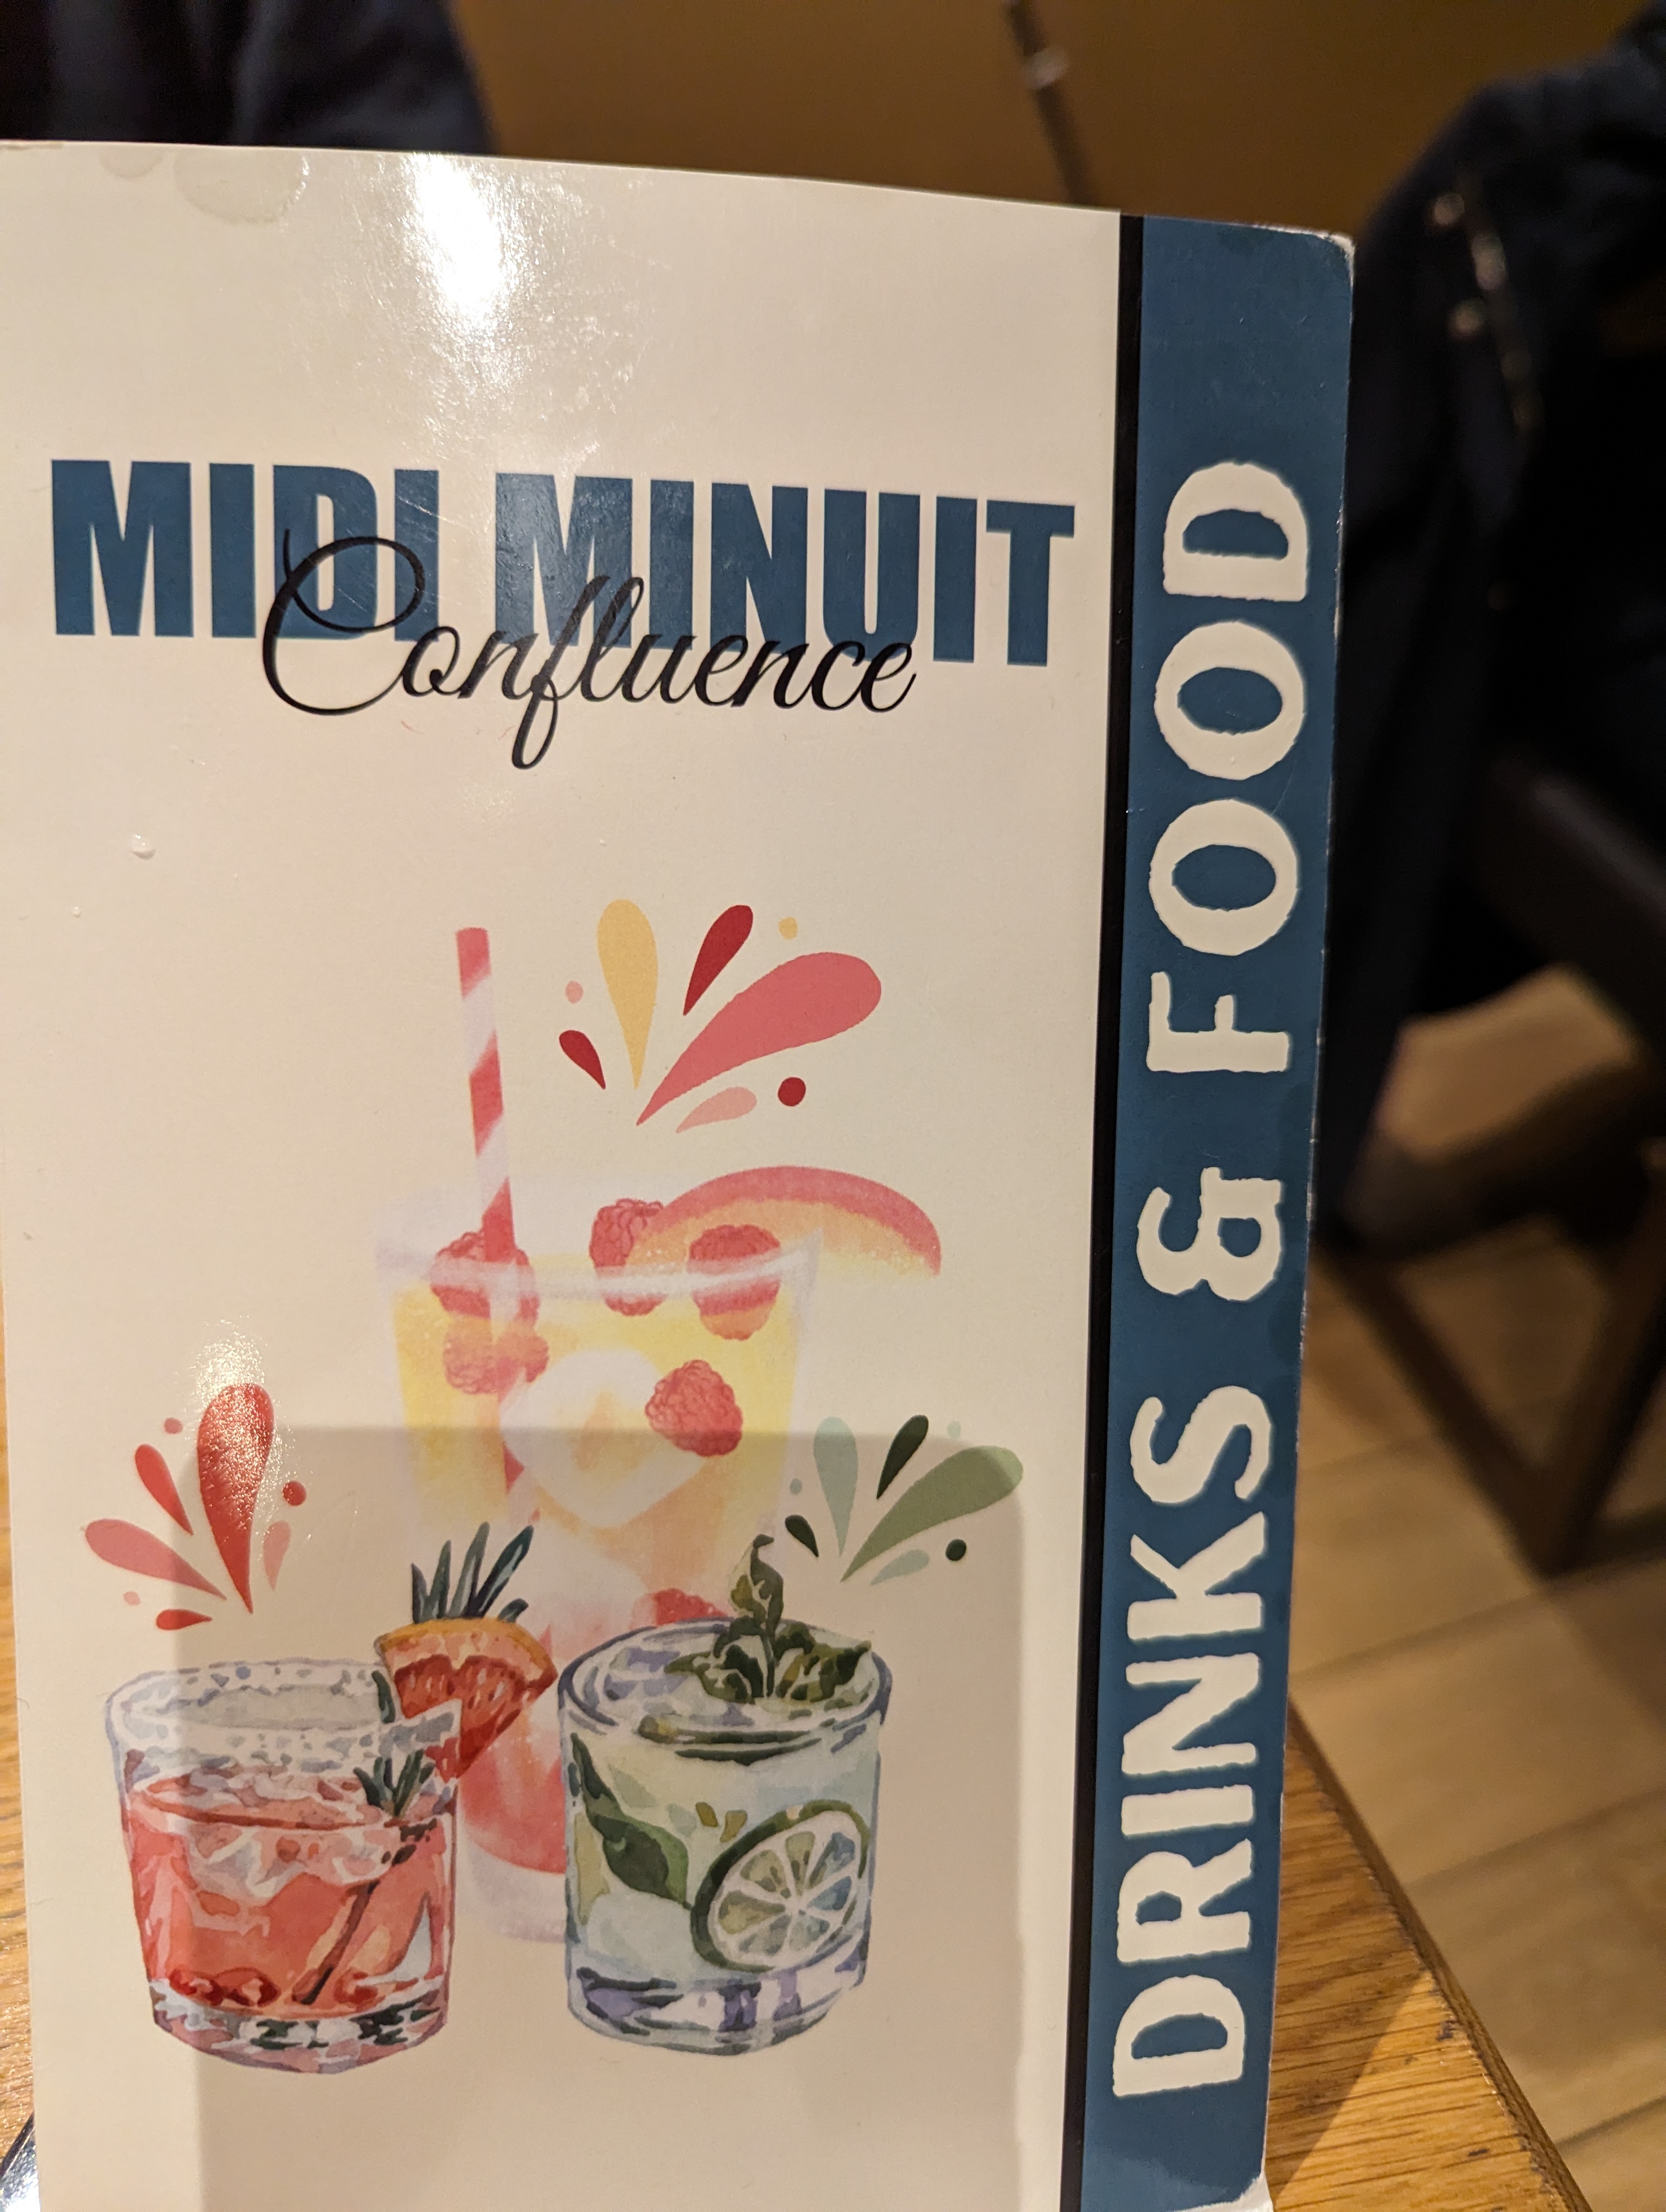 MIDI MINUIT
Confluence
DRINKS & FOOD